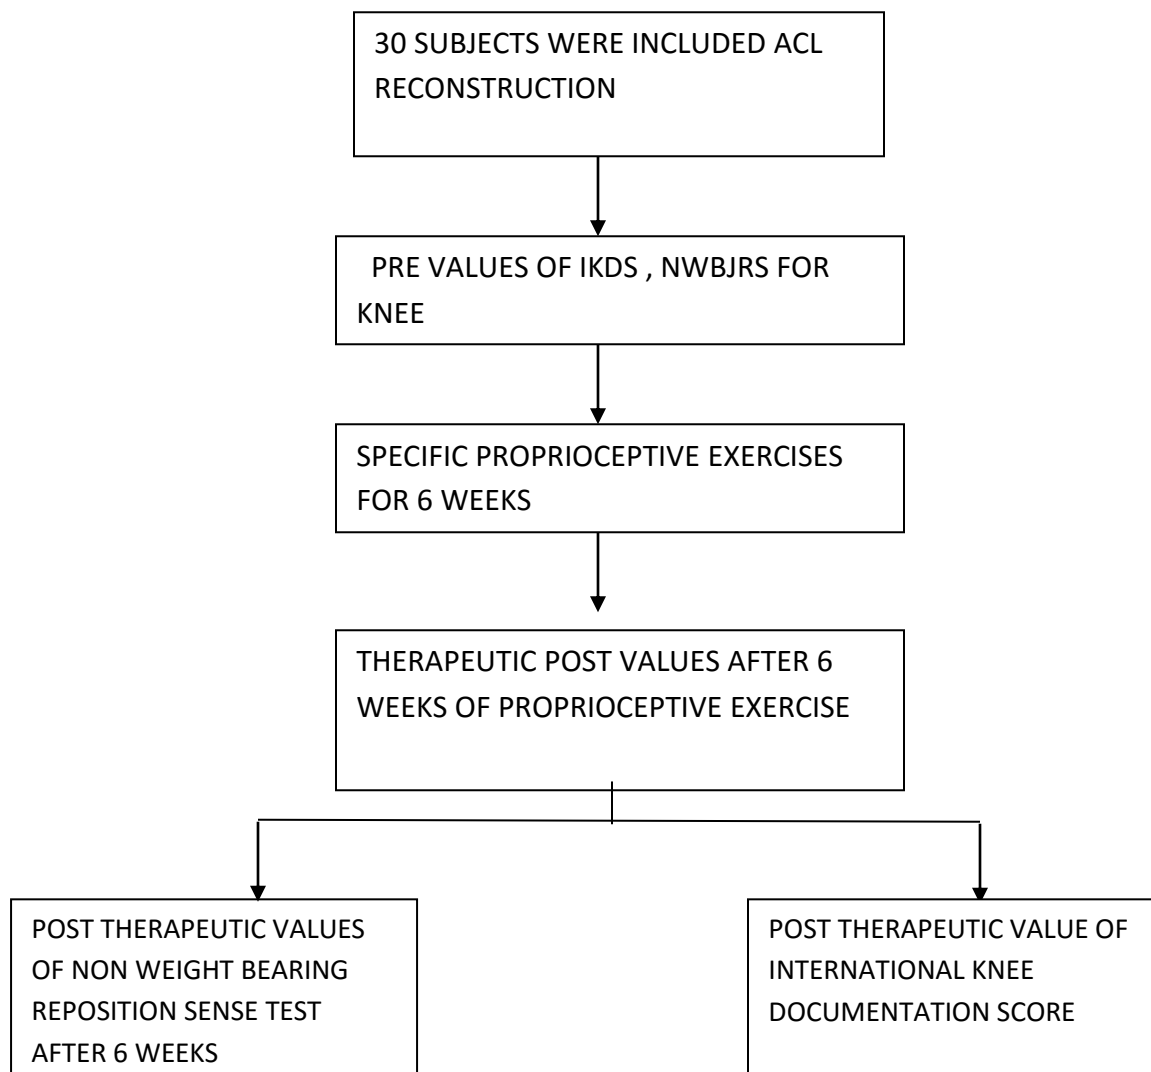 30 SUBJECTS WERE INCLUDED ACL
RECONSTRUCTION
PRE VALUES OF IKDS , NWBJRS FOR
KNEE
SPECIFIC PROPRIOCEPTIVE EXERCISES
FOR 6 WEEKS
THERAPEUTIC POST VALUES AFTER 6
WEEKS OF PROPRIOCEPTIVE EXERCISE
POST THERAPEUTIC VALUES
OF NON WEIGHT BEARING
REPOSITION SENSE TEST
AFTER 6 WEEKS
POST THERAPEUTIC VALUE OF
INTERNATIONAL KNEE
DOCUMENTATION SCORE